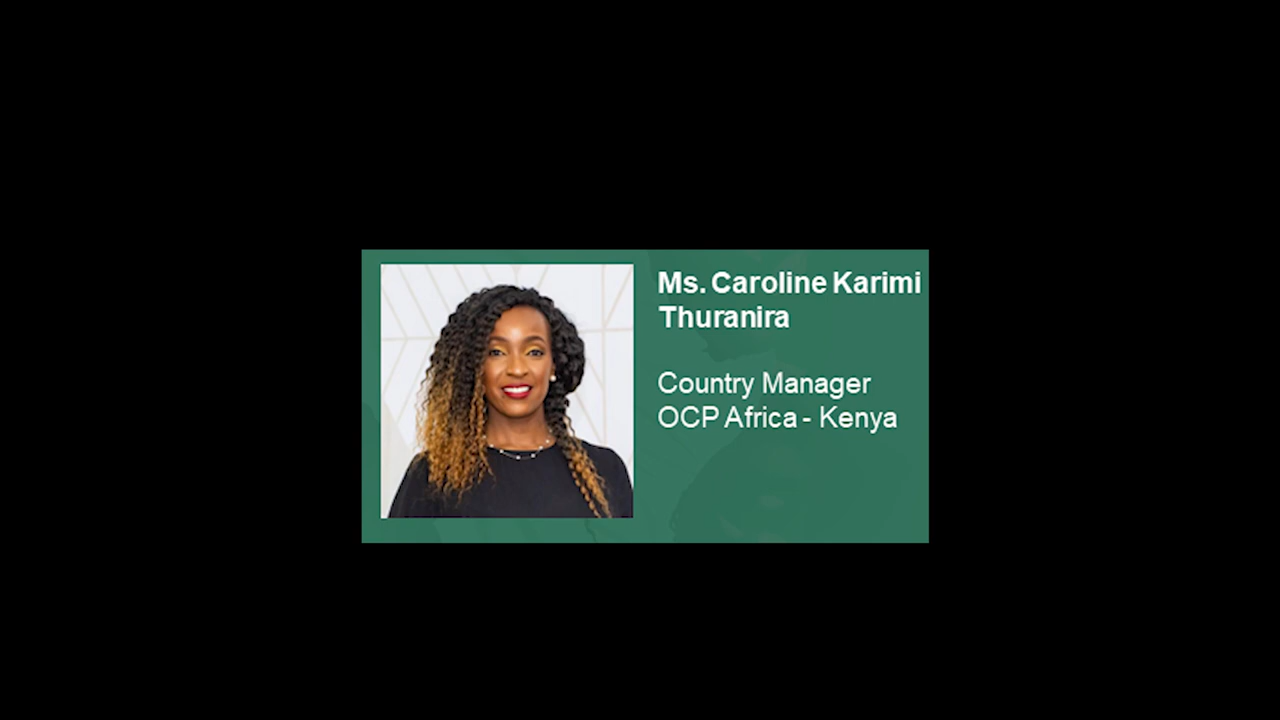 Ms. Caroline Karimi
Thuranira
Country Manager
OCP Africa - Kenya